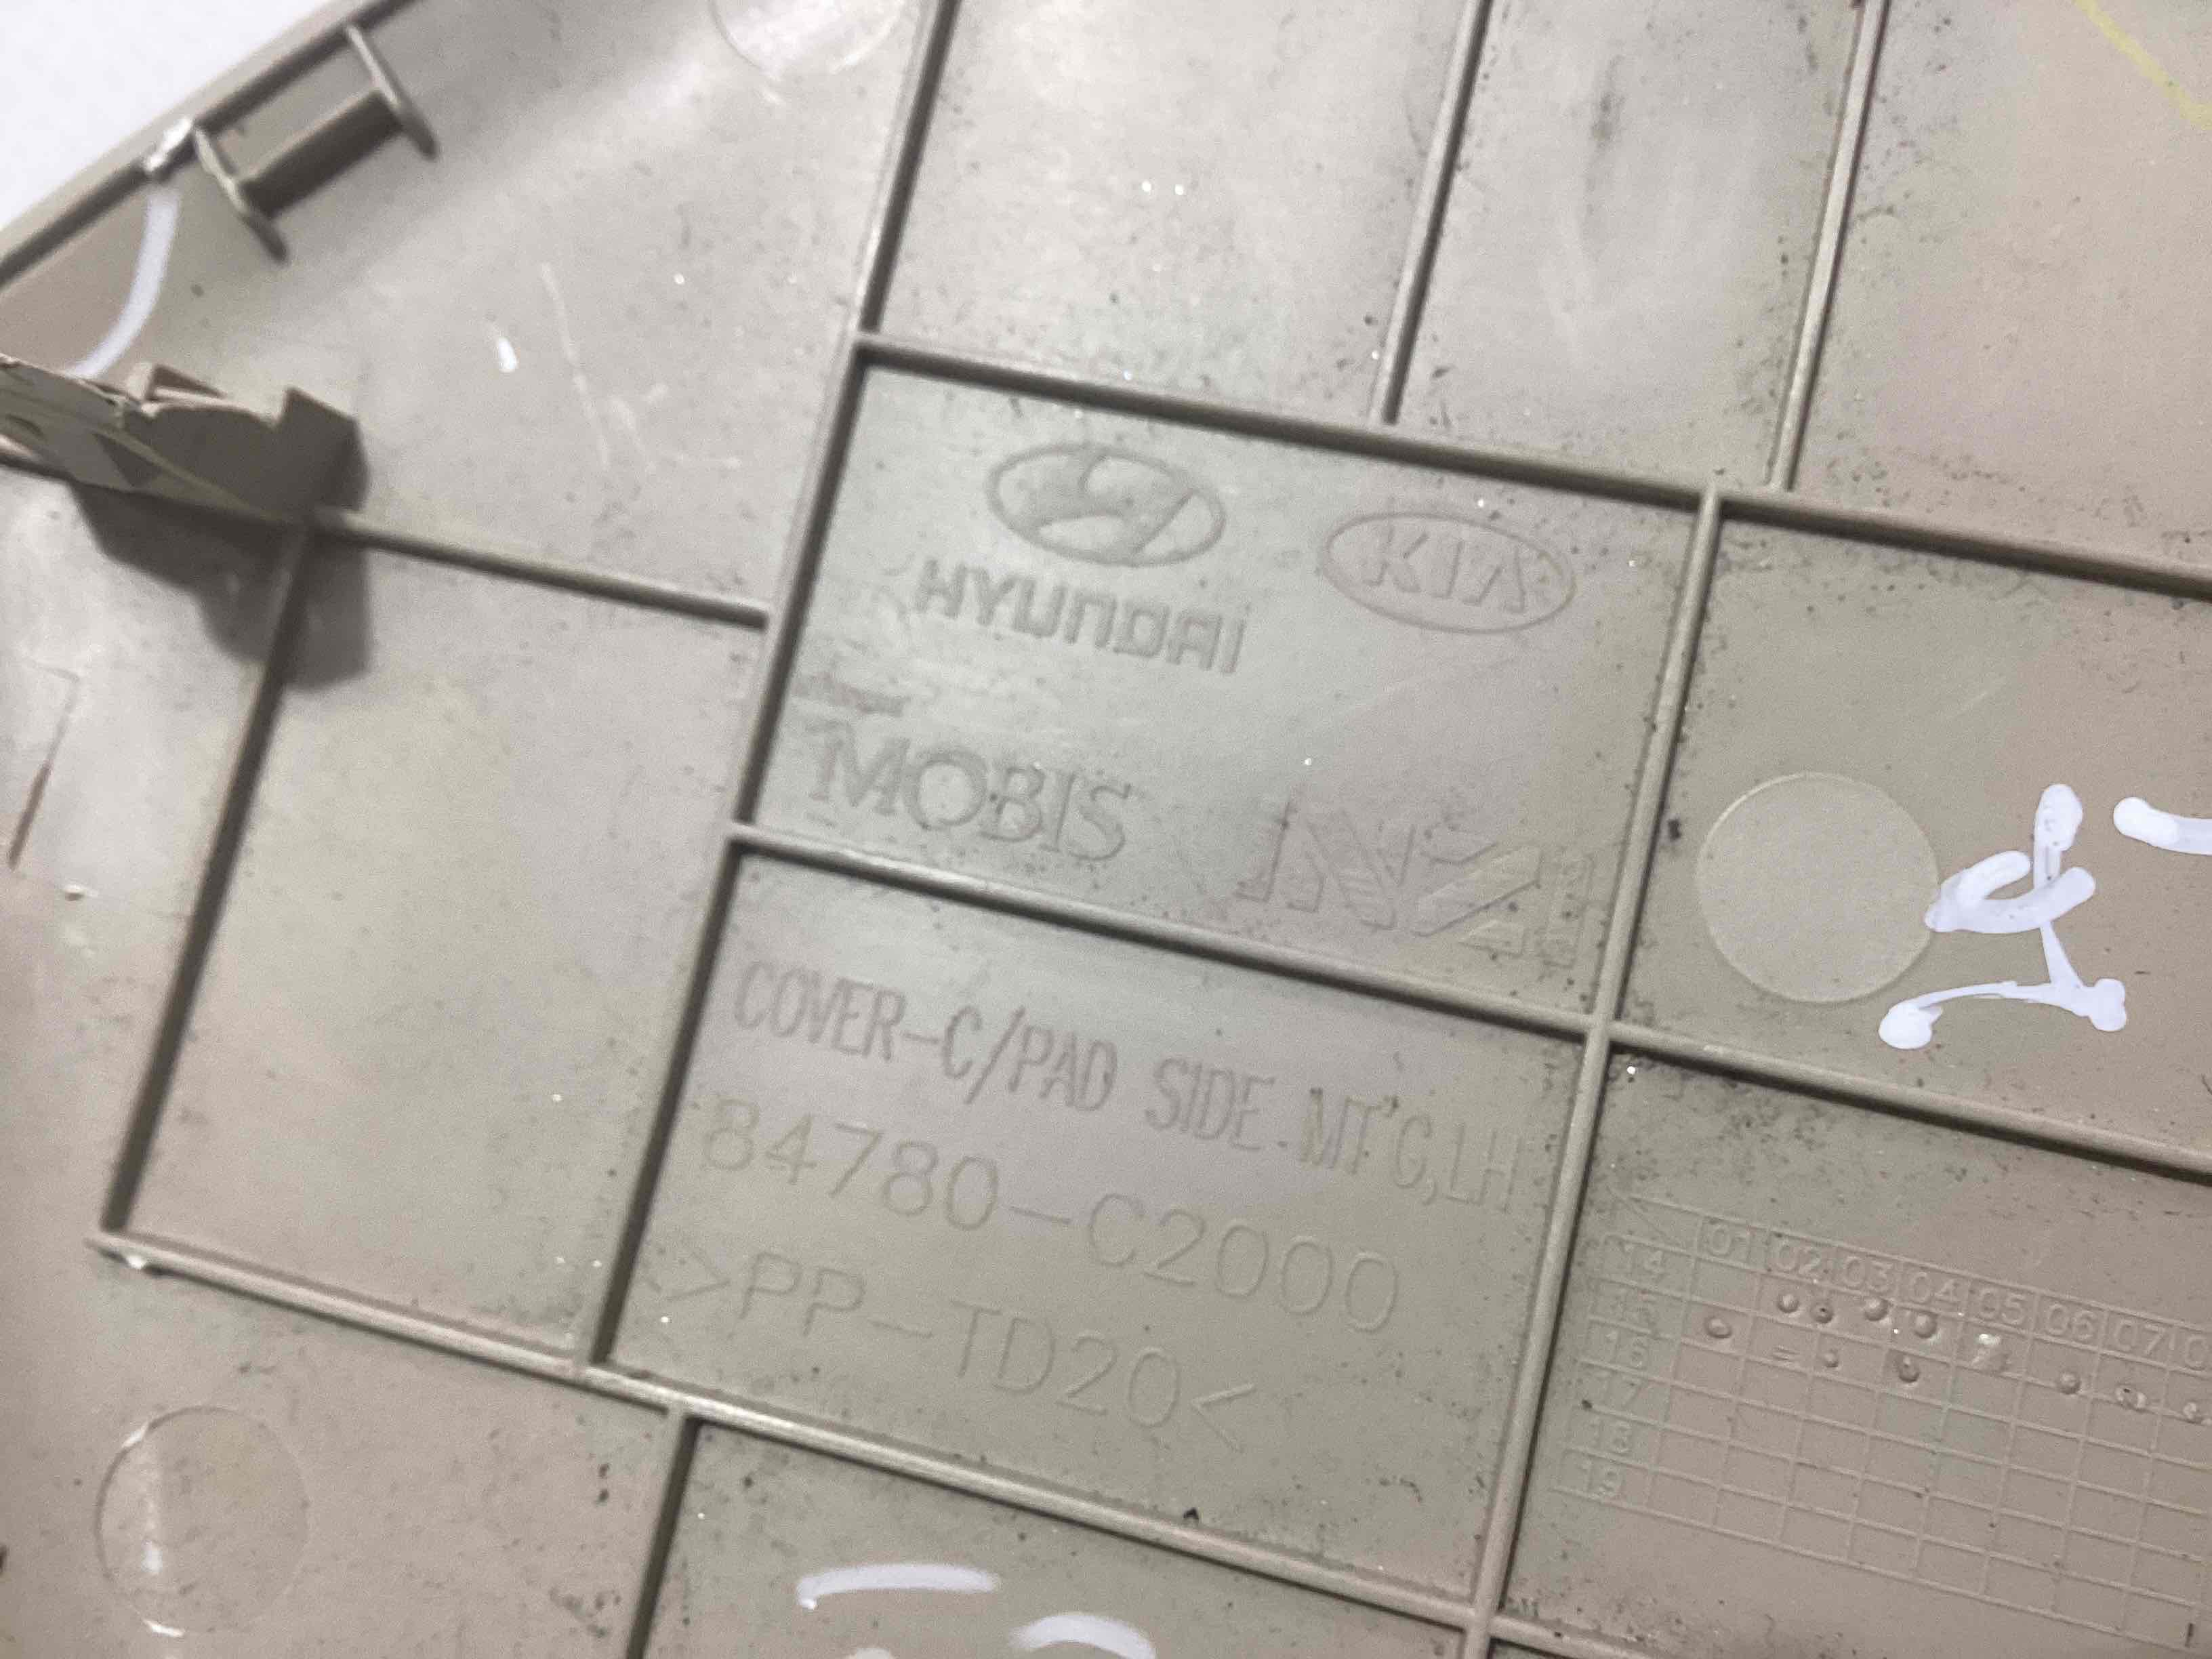 HYUNDAI
KIA
MOBIS
COVER-C/PAD SIDE MT'G,LH
84780-C2000
>PP-TD20<
01 02 03 04 05 06 07
14
15
16
17
18
19